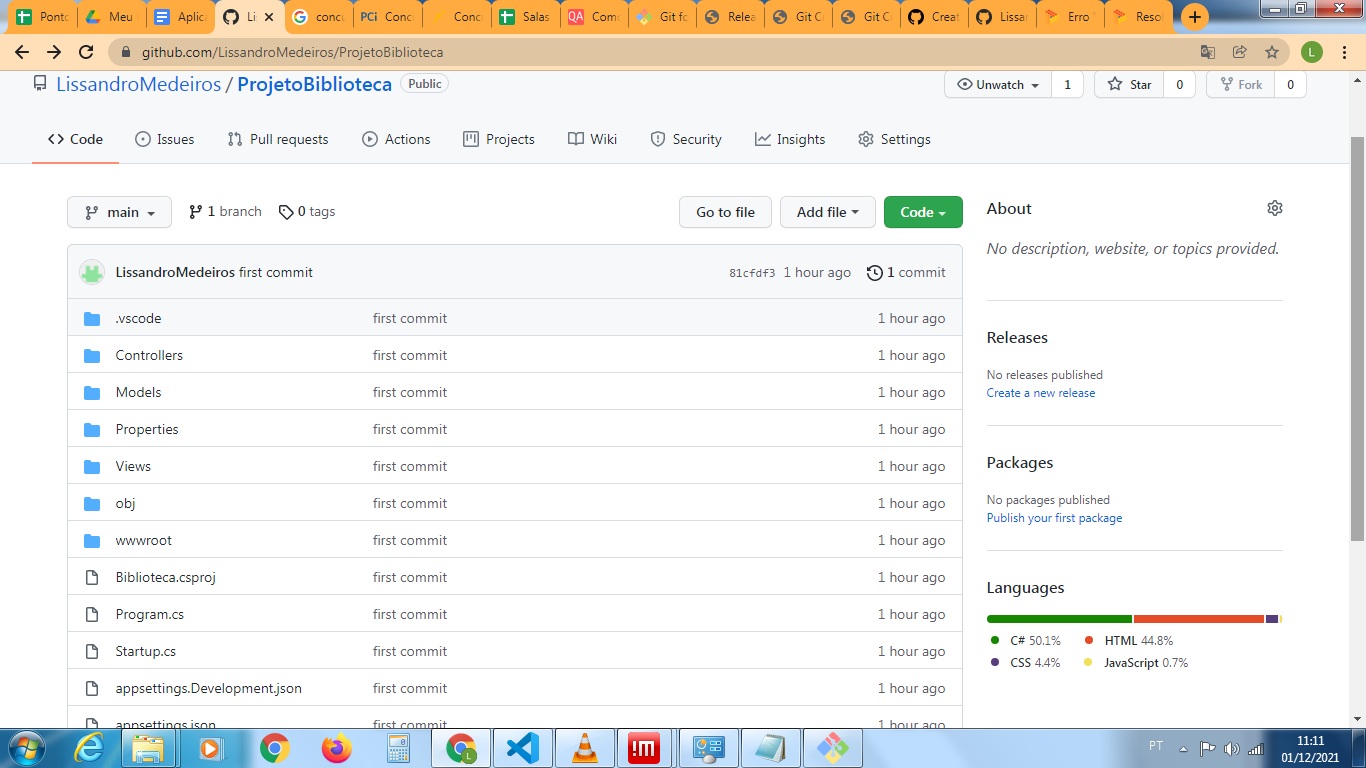 Ponto
Meu
Aplica
Li
concu
PCi Conc
Conc
Salas
QA Com
Git fo
Relea
Git C
Git C
Creat
Lissar
Erro
Reso
github.com/LissandroMedeiros/ProjetoBiblioteca
L
LissandroMedeiros / ProjetoBiblioteca Public
Unwatch 1 Star 0 Fork 0
Code Issues Pull requests Actions Projects Wiki Security Insights Settings
main 1 branch 0 tags Go to file Add file Code
LissandroMedeiros first commit 81cfdf3 1 hour ago 1 commit
.vscode first commit 1 hour ago
Controllers first commit 1 hour ago
Models first commit 1 hour ago
Properties first commit 1 hour ago
Views first commit 1 hour ago
obj first commit 1 hour ago
wwwroot first commit 1 hour ago
Biblioteca.csproj first commit 1 hour ago
Program.cs first commit 1 hour ago
Startup.cs first commit 1 hour ago
appsettings.Development.json first commit 1 hour ago
appsettings.json first commit 1 hour ago
About
No description, website, or topics provided.
Releases
No releases published
Create a new release
Packages
No packages published
Publish your first package
Languages
C# 50.1% HTML 44.8%
CSS 4.4% JavaScript 0.7%
PT
11:11
01/12/2021